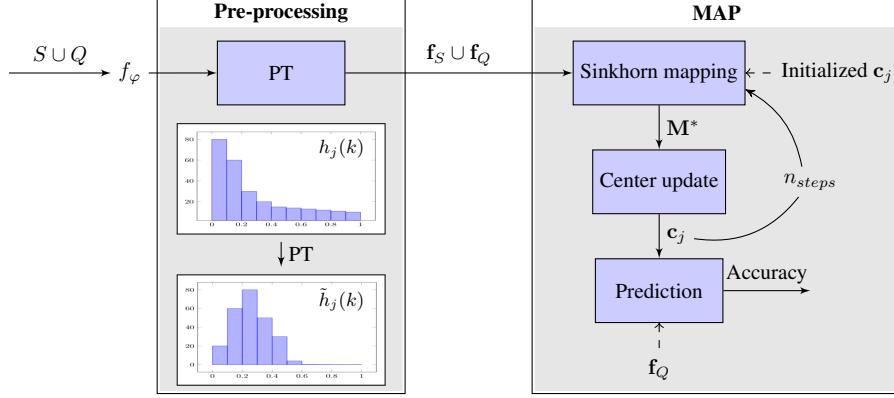 Pre-processing
MAP
S ∪ Q
f_φ
PT
f_S ∪ f_Q
Sinkhorn mapping
Initialized c_j
M*
Center update
n_steps
c_j
Prediction
Accuracy
f_Q
h_j(k)
80
60
40
20
0 0.2 0.4 0.6 0.8 1
PT
h̃_j(k)
80
60
40
20
0
0 0.2 0.4 0.6 0.8 1